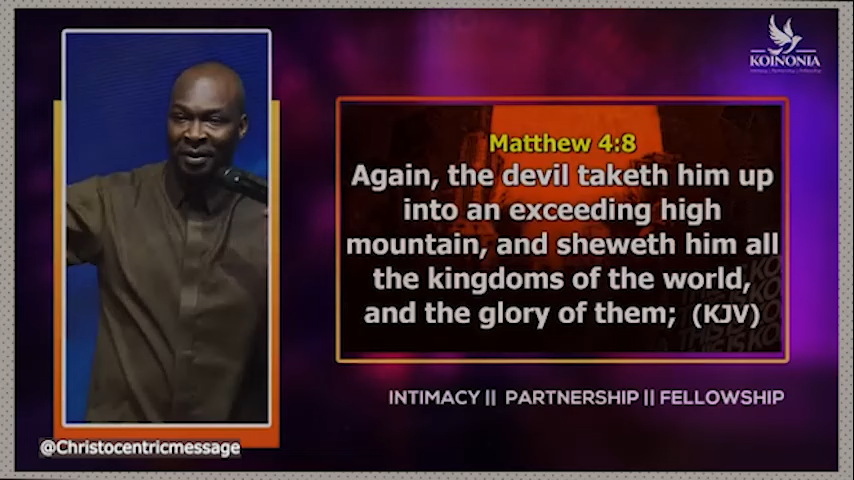 KOINONIA
Matthew 4:8
Again, the devil taketh him up
into an exceeding high
mountain, and sheweth him all
the kingdoms of the world,
and the glory of them; (KJV)
INTIMACY || PARTNERSHIP || FELLOWSHIP
@Christocentricmessage